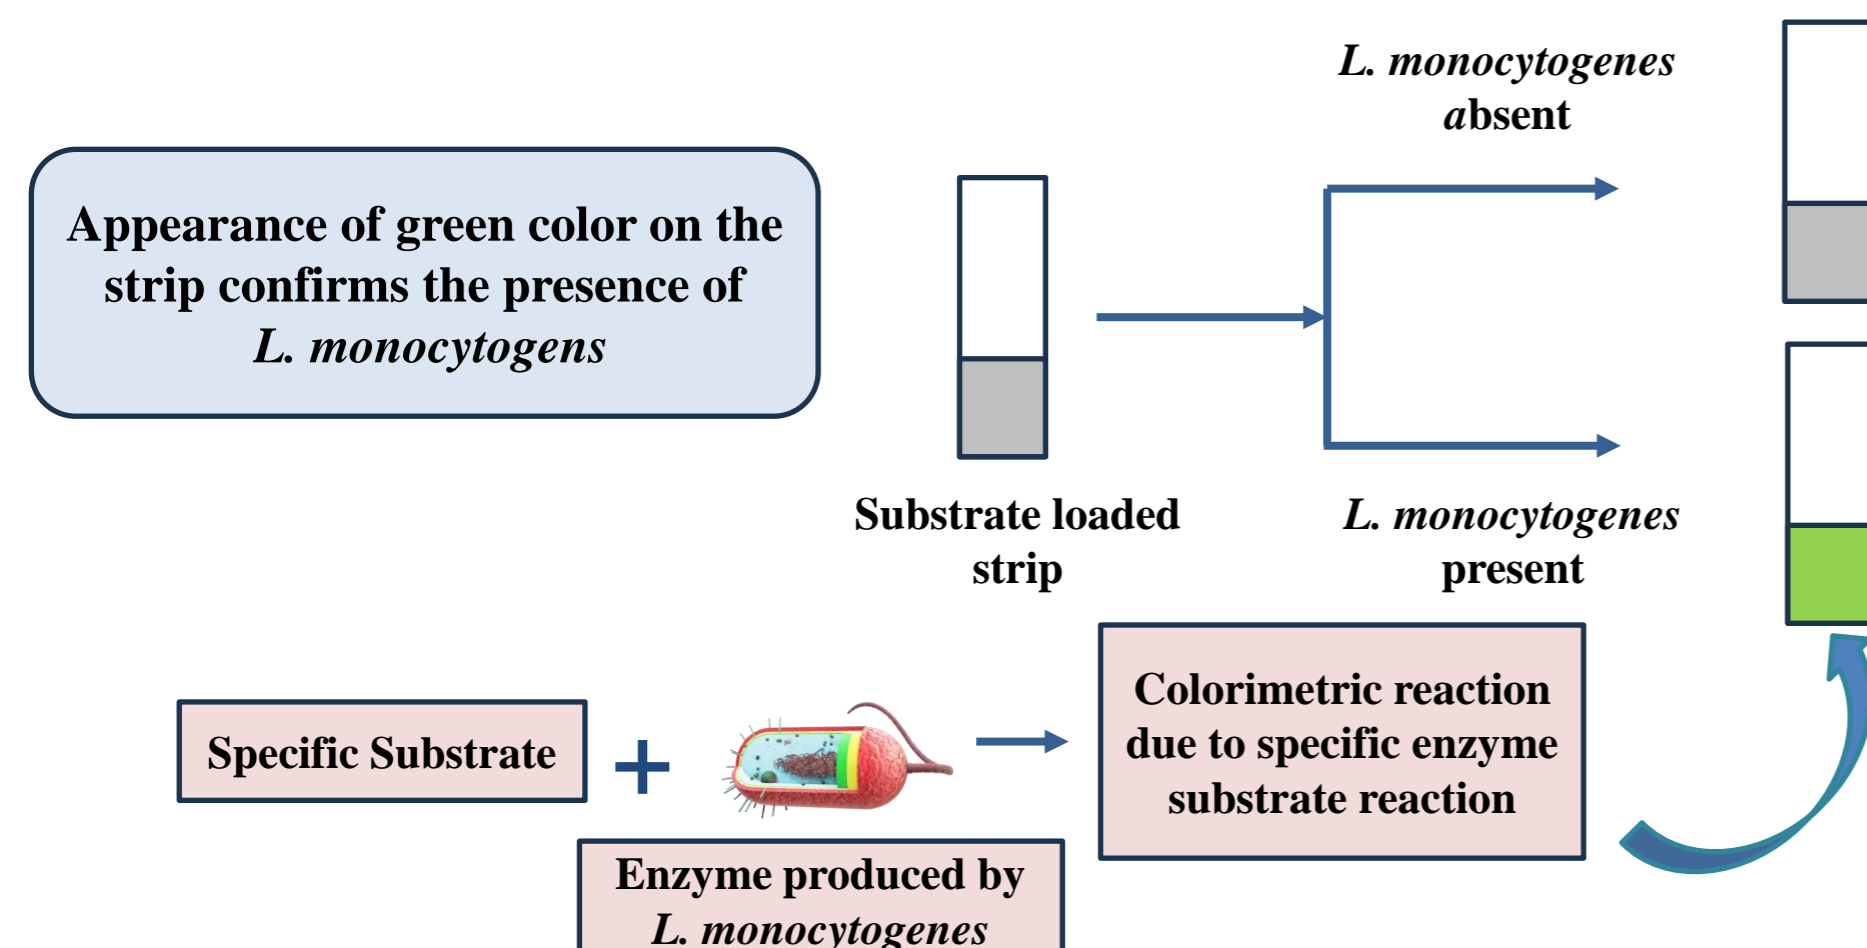 L. monocytogenes
absent
Appearance of green color on the
strip confirms the presence of
L. monocytogens
Substrate loaded
strip
L. monocytogenes
present
Specific Substrate
+
Colorimetric reaction
due to specific enzyme
substrate reaction
Enzyme produced by
L. monocytogenes